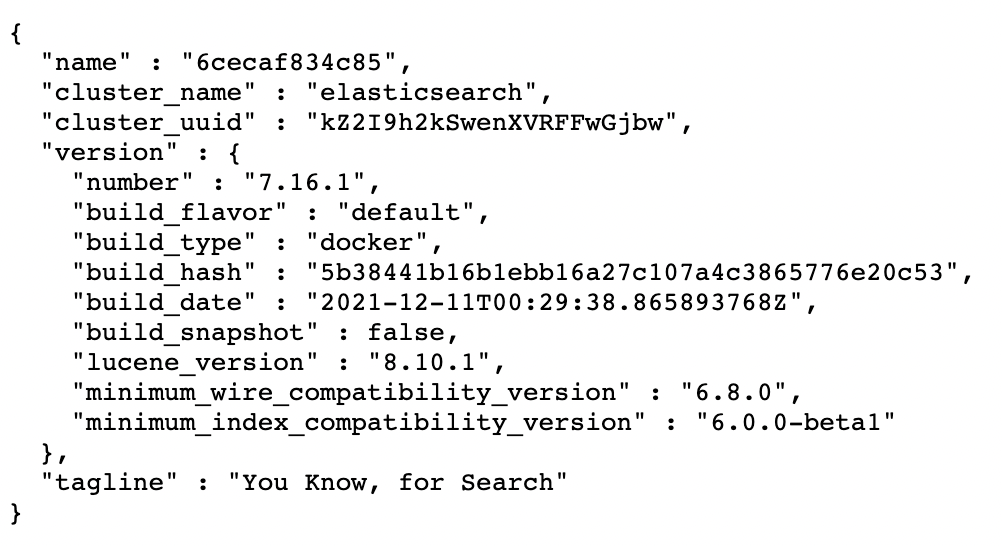 {
  "name" : "6cecaf834c85",
  "cluster_name" : "elasticsearch",
  "cluster_uuid" : "kZ2I9h2kSwenXVRFFwGjbw",
  "version" : {
    "number" : "7.16.1",
    "build_flavor" : "default",
    "build_type" : "docker",
    "build_hash" : "5b38441b16b1ebb16a27c107a4c3865776e20c53",
    "build_date" : "2021-12-11T00:29:38.865893768Z",
    "build_snapshot" : false,
    "lucene_version" : "8.10.1",
    "minimum_wire_compatibility_version" : "6.8.0",
    "minimum_index_compatibility_version" : "6.0.0-beta1"
  },
  "tagline" : "You Know, for Search"
}